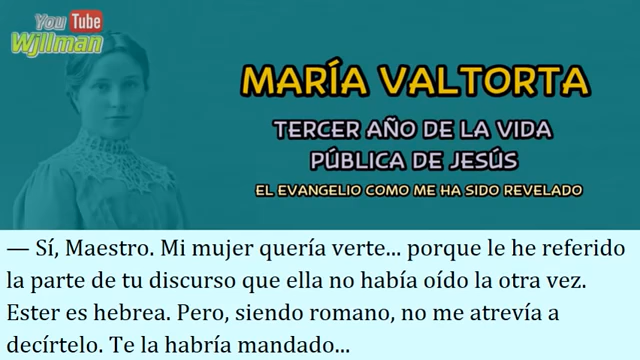 You Tube
Wjllman
MARÍA VALTORTA
TERCER AÑO DE LA VIDA
PÚBLICA DE JESÚS
EL EVANGELIO COMO ME HA SIDO REVELADO
— Sí, Maestro. Mi mujer quería verte... porque le he referido
la parte de tu discurso que ella no había oído la otra vez.
Ester es hebrea. Pero, siendo romano, no me atrevía a
decírtelo. Te la habría mandado...